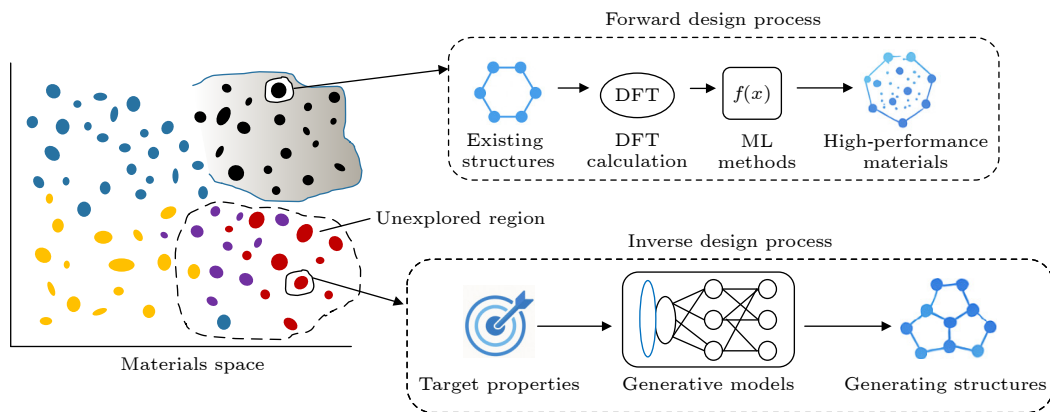 Forward design process
DFT
f(x)
Existing
structures
DFT
calculation
ML
methods
High-performance
materials
Unexplored region
Inverse design process
Materials space
Target properties
Generative models
Generating structures